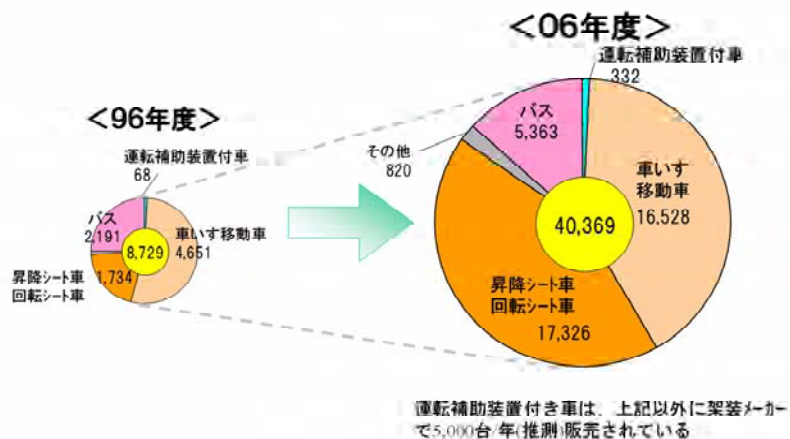 <96年度>
運転補助装置付車
68
バス
2,191
8,729
車いす
移動車
4,651
1,734
昇降シート車
回転シート車
<06年度>
運転補助装置付車
332
バス
5,363
その他
820
車いす
移動車
16,528
40,369
昇降シート車
回転シート車
17,326
運転補助装置付き車は、上記以外に架装メーカー
で5,000台/年(推測)販売されている